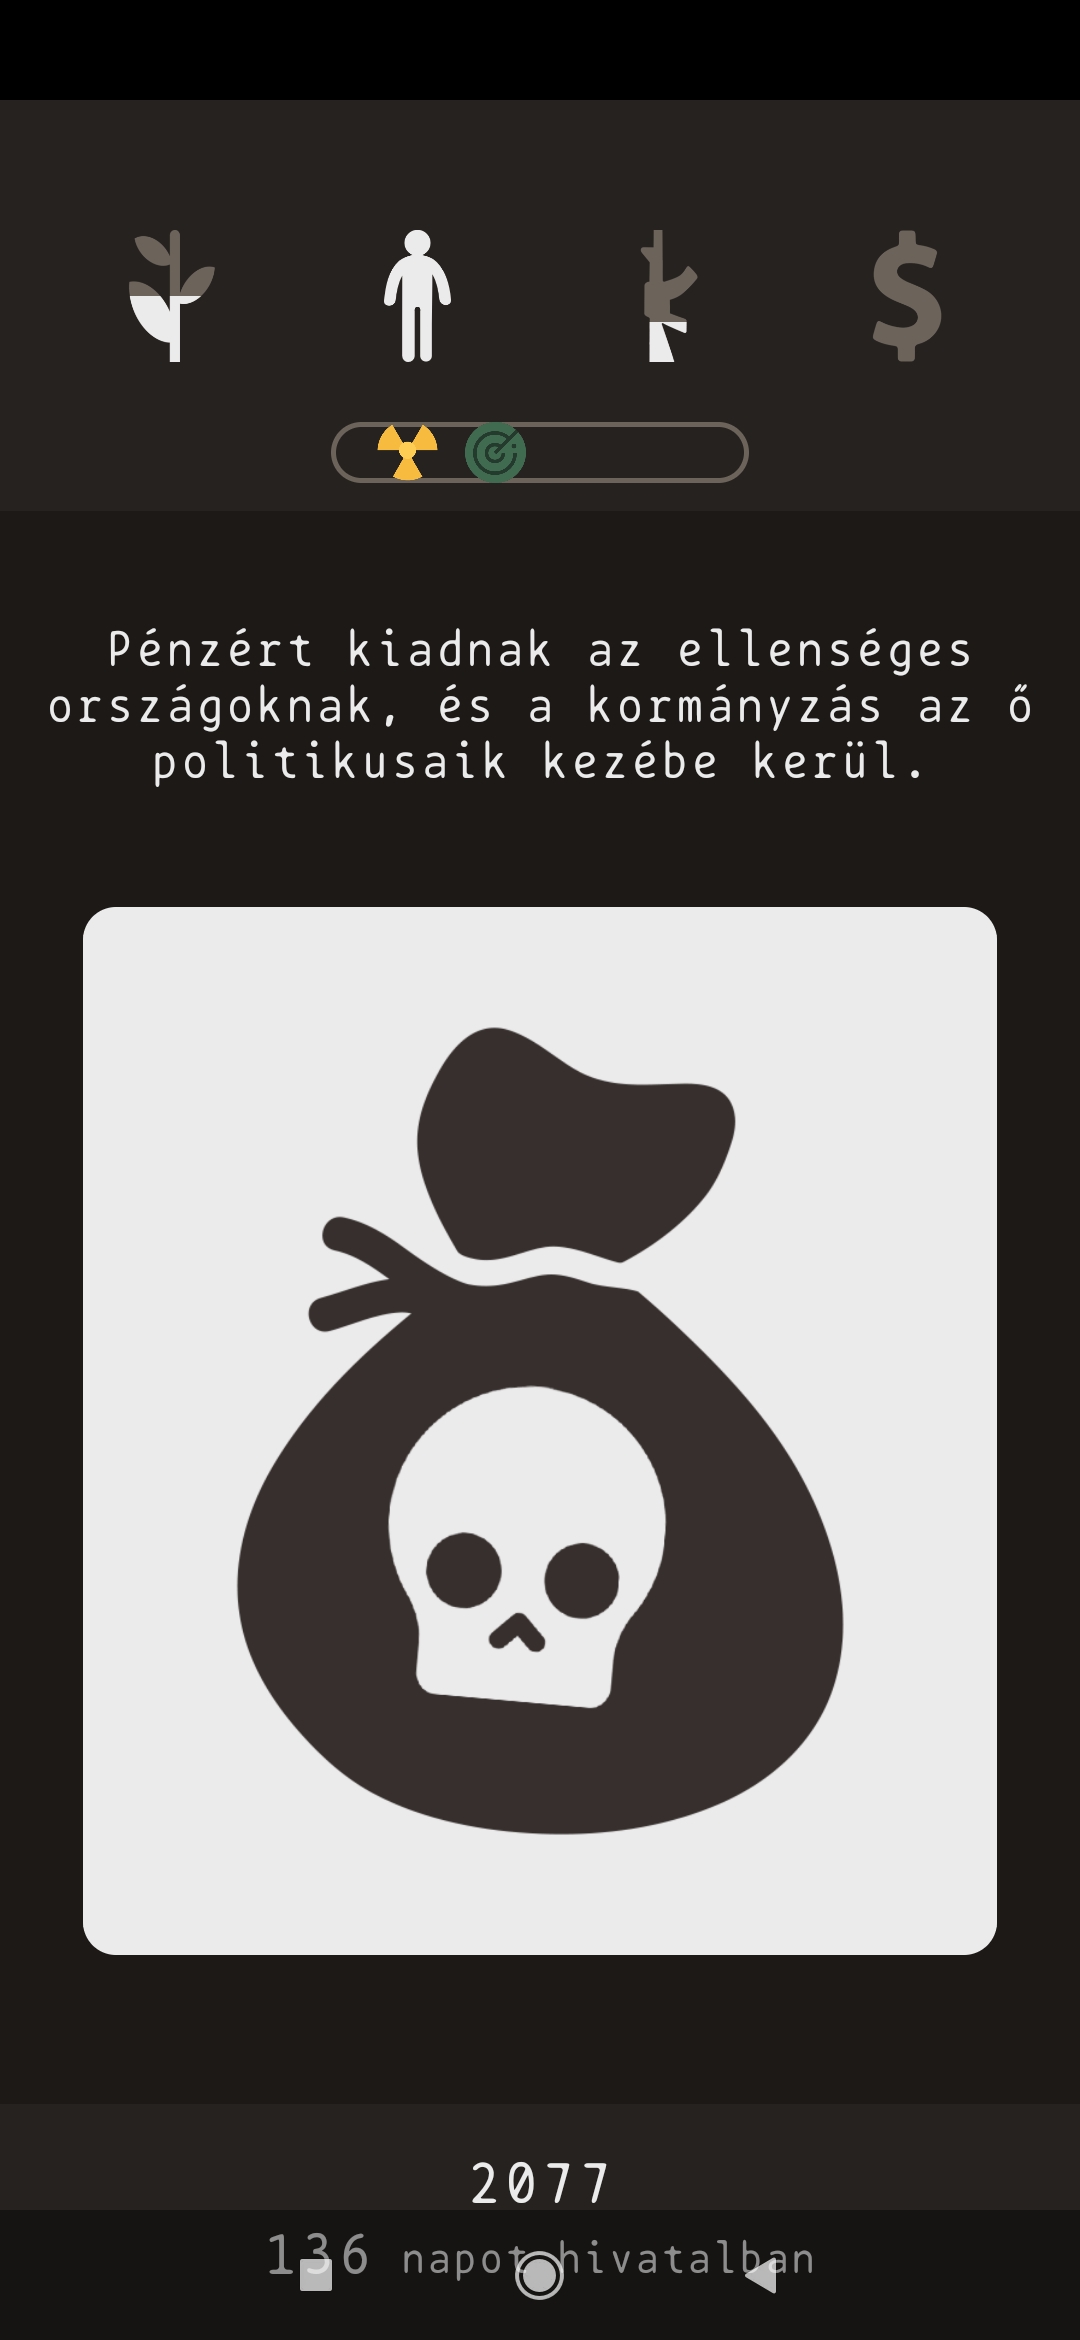 Pénzért kiadnak az ellenséges
országoknak, és a kormányzás az ő
politikusaik kezébe kerül.
2077
136 napot hivatalban